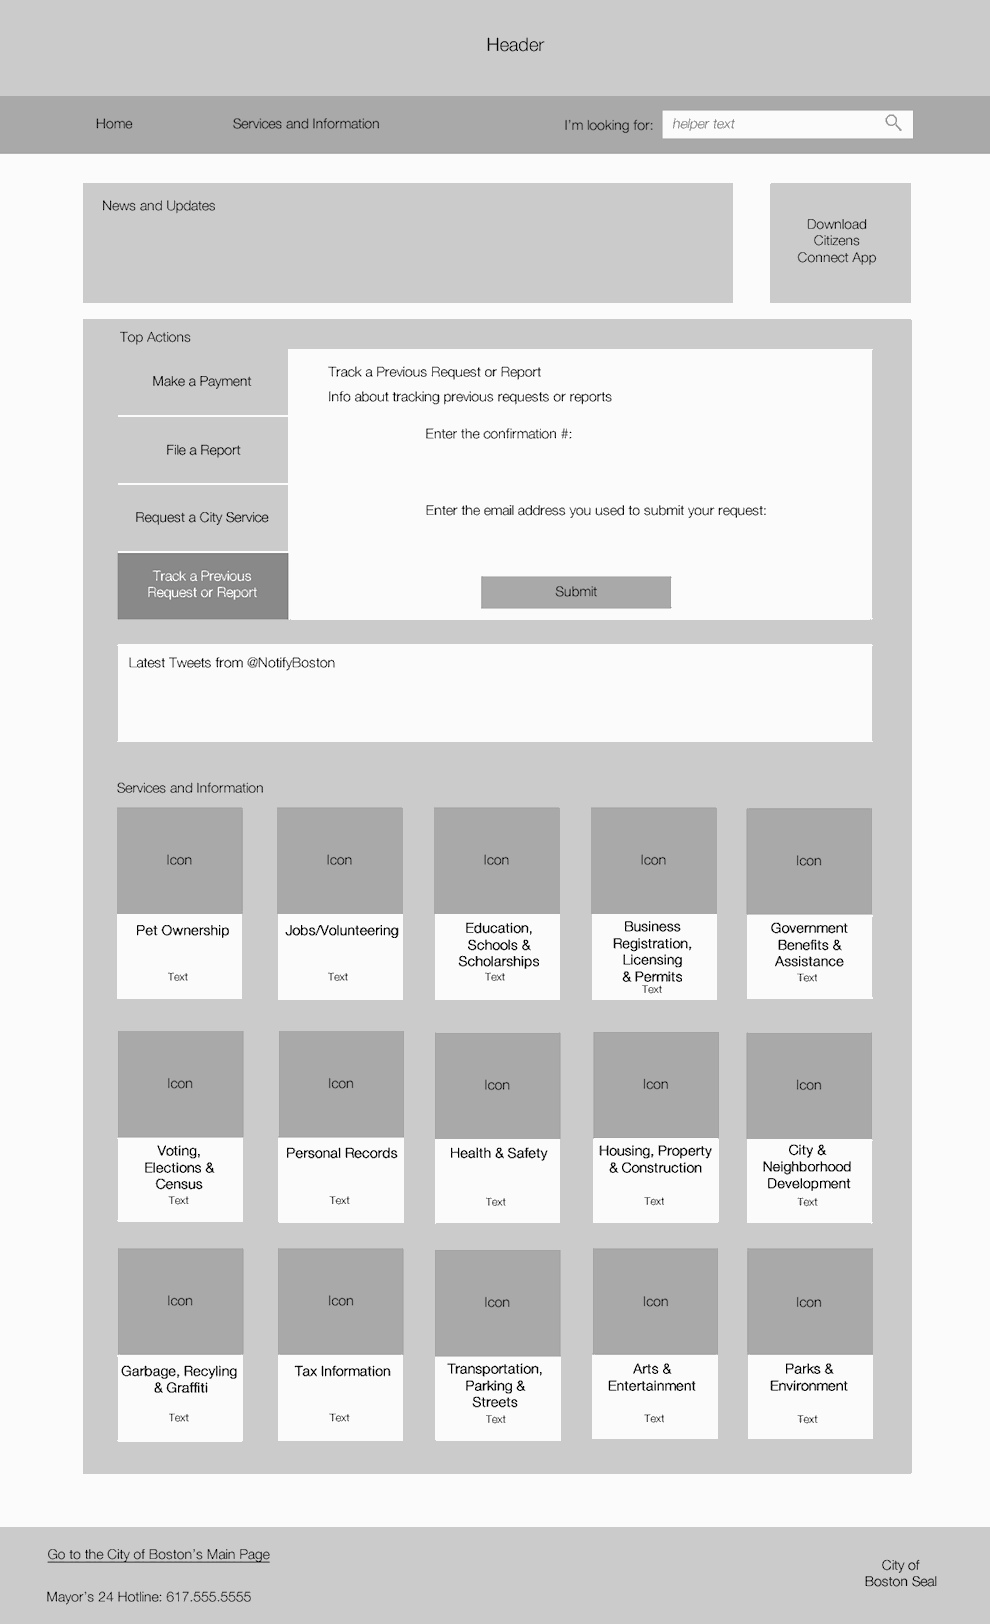 Header
Home
Services and Information
I'm looking for:
helper text
News and Updates
Download
Citizens
Connect App
Top Actions
Make a Payment
File a Report
Request a City Service
Track a Previous
Request or Report
Track a Previous Request or Report
Info about tracking previous requests or reports
Enter the confirmation #:
Enter the email address you used to submit your request:
Submit
Latest Tweets from @NotifyBoston
Services and Information
Icon
Pet Ownership
Text
Icon
Jobs/Volunteering
Text
Icon
Education,
Schools &
Scholarships
Text
Icon
Business
Registration,
Licensing
& Permits
Text
Icon
Government
Benefits &
Assistance
Text
Icon
Voting,
Elections &
Census
Text
Icon
Personal Records
Text
Icon
Health & Safety
Text
Icon
Housing, Property
& Construction
Text
Icon
City &
Neighborhood
Development
Text
Icon
Garbage, Recyling
& Graffiti
Text
Icon
Tax Information
Text
Icon
Transportation,
Parking &
Streets
Text
Icon
Arts &
Entertainment
Text
Icon
Parks &
Environment
Text
Go to the City of Boston's Main Page
Mayor's 24 Hotline: 617.555.5555
City of
Boston Seal